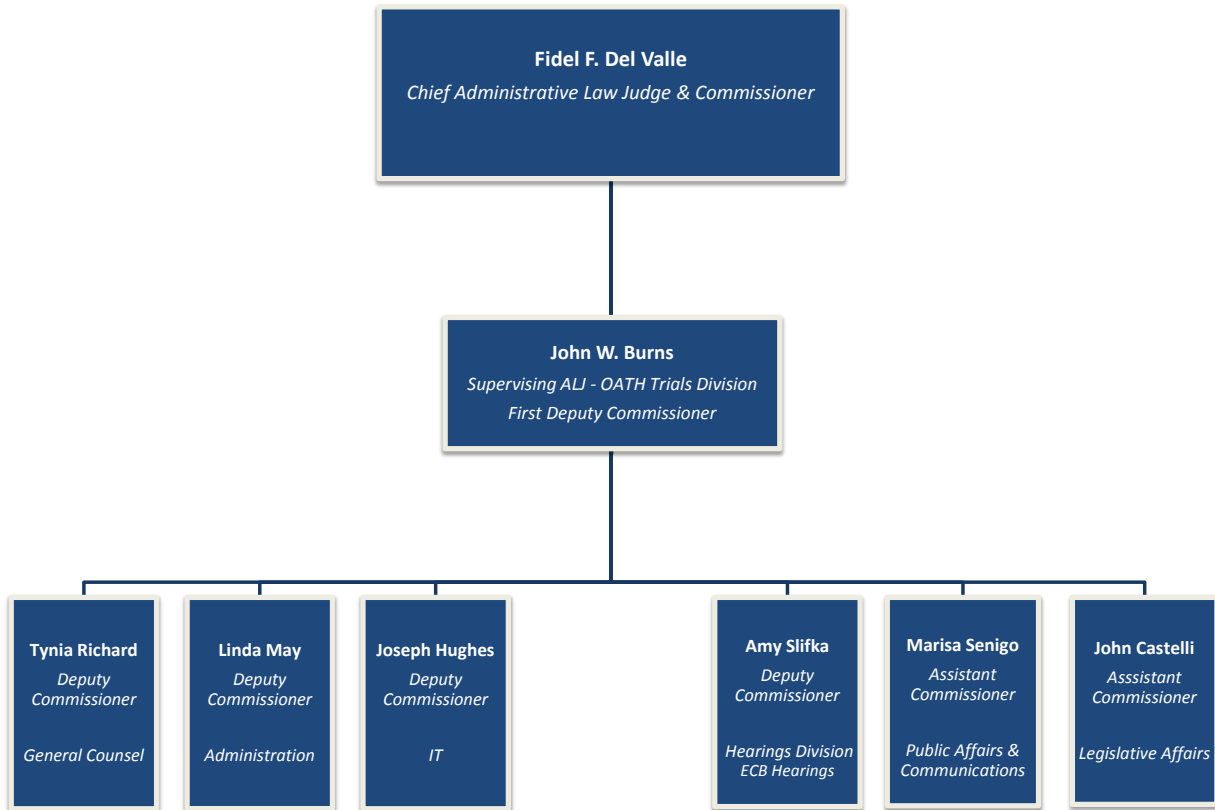 Fidel F. Del Valle
Chief Administrative Law Judge & Commissioner
John W. Burns
Supervising ALJ - OATH Trials Division
First Deputy Commissioner
Tynia Richard
Deputy
Commissioner
General Counsel
Linda May
Deputy
Commissioner
Administration
Joseph Hughes
Deputy
Commissioner
IT
Amy Slifka
Deputy
Commissioner
Hearings Division
ECB Hearings
Marisa Senigo
Assistant
Commissioner
Public Affairs &
Communications
John Castelli
Asssistant
Commissioner
Legislative Affairs